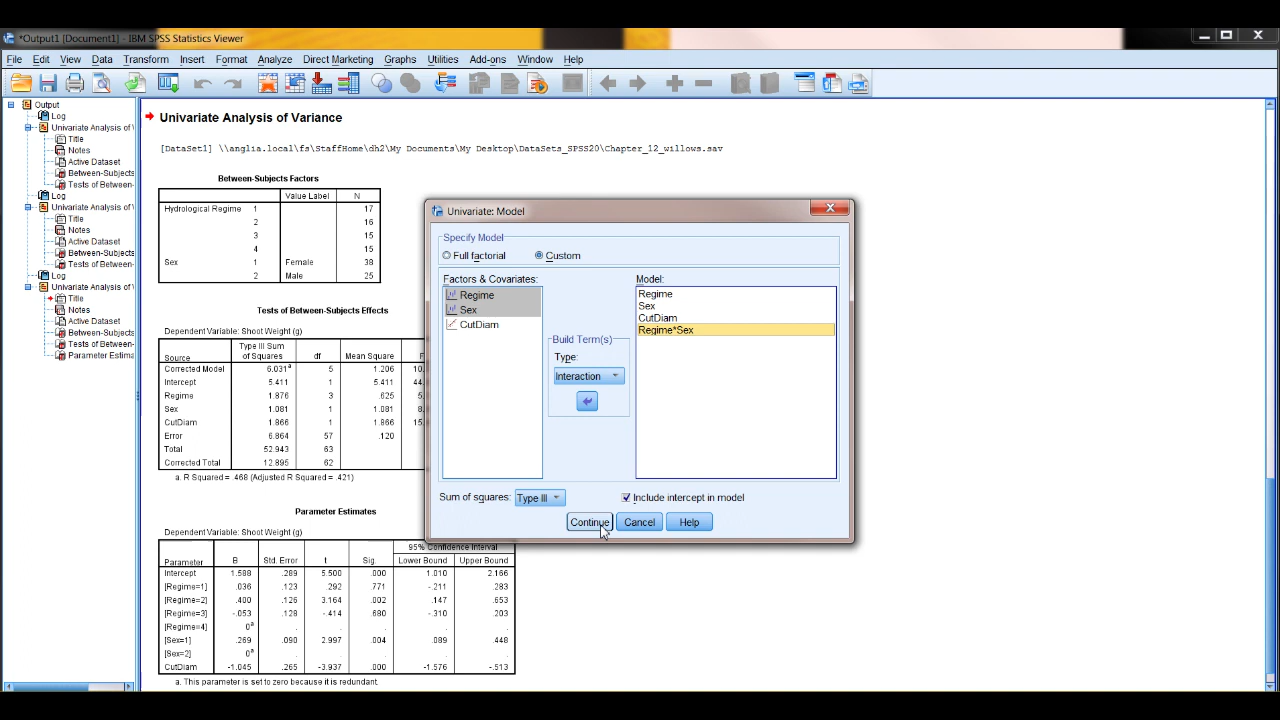 *Output1 [Document1] - IBM SPSS Statistics Viewer
File Edit View Data Transform Insert Format Analyze Direct Marketing Graphs Utilities Add-ons Window Help
Output
Log
Univariate Analysis of V
Title
Notes
Active Dataset
Between-Subjects
Tests of Between-
Log
Univariate Analysis of V
Title
Notes
Active Dataset
Between-Subjects
Tests of Between-
Log
Univariate Analysis of V
Title
Notes
Active Dataset
Between-Subjects
Tests of Between-
Parameter Estima
Univariate Analysis of Variance
[DataSet1] \\anglia.local\fs\StaffHome\dh2\My Documents\My Desktop\DataSets_SPSS20\Chapter_12_willows.sav
Between-Subjects Factors
Value Label N
Hydrological Regime 1 17
2 16
3 15
4 15
Sex 1 Female 38
2 Male 25
Tests of Between-Subjects Effects
Dependent Variable: Shoot Weight (g)
Source Type III Sum of Squares df Mean Square F
Corrected Model 6.031a 5 1.206 10.
Intercept 5.411 1 5.411 44.
Regime 1.876 3 .625 5.
Sex 1.081 1 1.081 8.
CutDiam 1.866 1 1.866 15.
Error 6.864 57 .120
Total 52.943 63
Corrected Total 12.895 62
a. R Squared = .468 (Adjusted R Squared = .421)
Parameter Estimates
Dependent Variable: Shoot Weight (g)
95% Confidence Interval
Parameter B Std. Error t Sig. Lower Bound Upper Bound
Intercept 1.588 .289 5.500 .000 1.010 2.166
[Regime=1] .036 .123 .292 .771 -.211 .283
[Regime=2] .400 .126 3.164 .002 .147 .653
[Regime=3] -.053 .128 -.414 .680 -.310 .203
[Regime=4] 0a . . . . .
[Sex=1] .269 .090 2.997 .004 .089 .448
[Sex=2] 0a . . . . .
CutDiam -1.045 .265 -3.937 .000 -1.576 -.513
a. This parameter is set to zero because it is redundant.
Univariate: Model
Specify Model
Full factorial Custom
Factors & Covariates:
Regime
Sex
CutDiam
Build Term(s)
Type:
Interaction
Model:
Regime
Sex
CutDiam
Regime*Sex
Sum of squares: Type III Include intercept in model
Continue Cancel Help